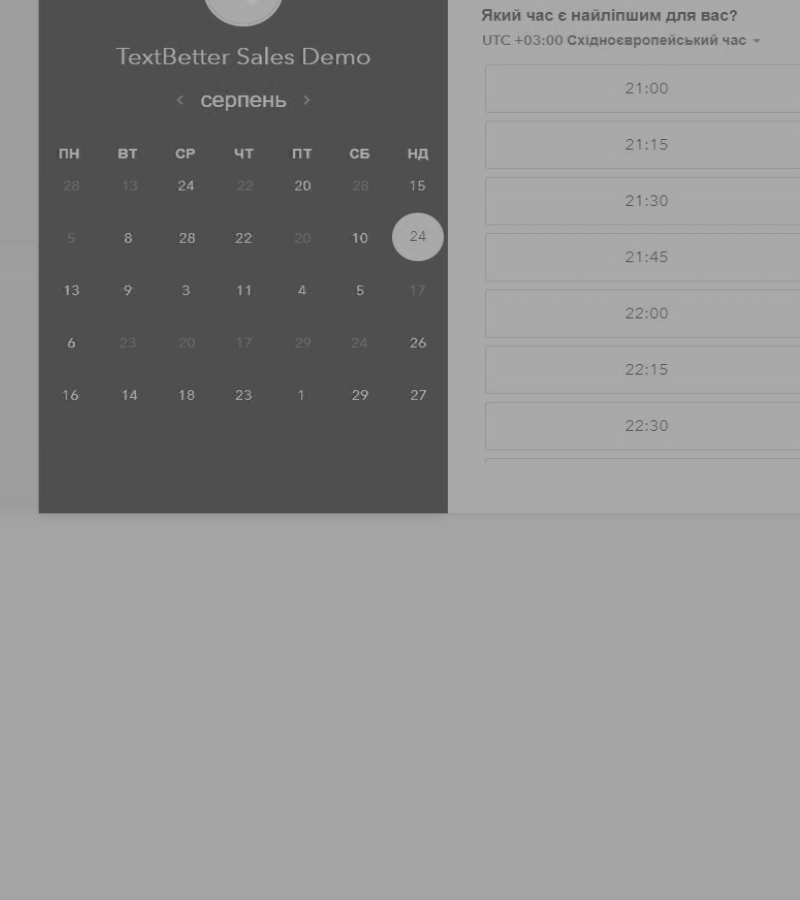 TextBetter Sales Demo
серпень
ПН ВТ СР ЧТ ПТ СБ НД
28 13 24 22 20 28 15
5 8 28 22 20 10 24
13 9 3 11 4 5 17
6 23 20 17 29 24 26
16 14 18 23 1 29 27
Який час є найліпшим для вас?
UTC +03:00 Східноєвропейський час
21:00
21:15
21:30
21:45
22:00
22:15
22:30